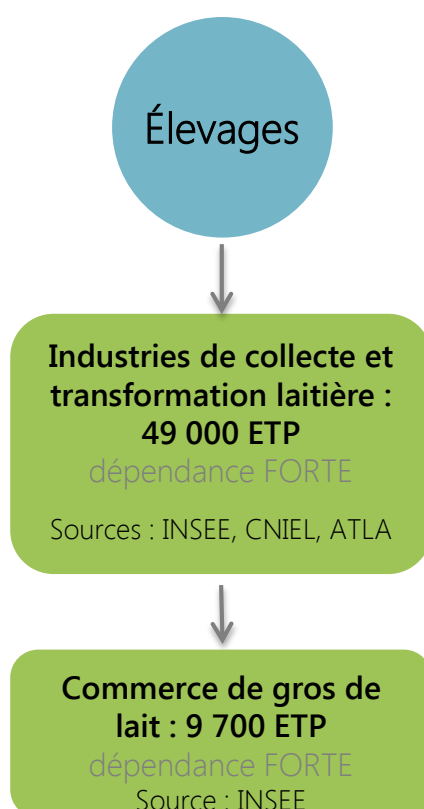 Élevages
Industries de collecte et
transformation laitière :
49 000 ETP
dépendance FORTE
Sources : INSEE, CNIEL, ATLA
Commerce de gros de
lait : 9 700 ETP
dépendance FORTE
Source : INSEE